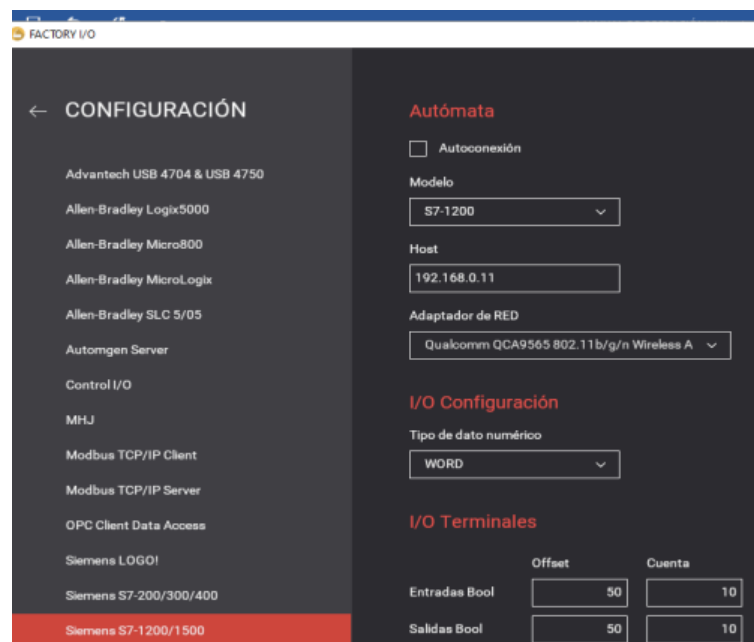 FACTORY I/O
← CONFIGURACIÓN
Advantech USB 4704 & USB 4750
Allen-Bradley Logix5000
Allen-Bradley Micro800
Allen-Bradley MicroLogix
Allen-Bradley SLC 5/05
Automgen Server
Control I/O
MHJ
Modbus TCP/IP Client
Modbus TCP/IP Server
OPC Client Data Access
Siemens LOGO!
Siemens S7-200/300/400
Siemens S7-1200/1500
Autómata
Autoconexión
Modelo
S7-1200
Host
192.168.0.11
Adaptador de RED
Qualcomm QCA9565 802.11b/g/n Wireless A
I/O Configuración
Tipo de dato numérico
WORD
I/O Terminales
Offset Cuenta
Entradas Bool 50 10
Salidas Bool 50 10